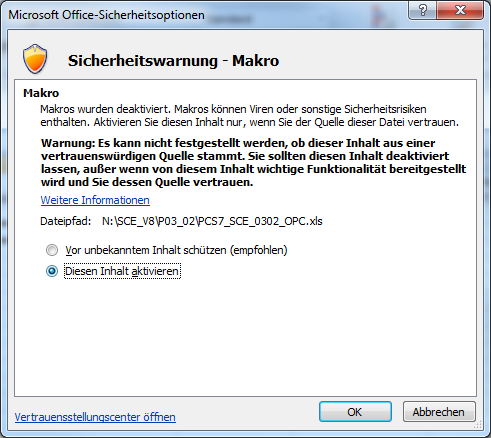 Microsoft Office-Sicherheitsoptionen
Sicherheitswarnung - Makro
Makro
Makros wurden deaktiviert. Makros können Viren oder sonstige Sicherheitsrisiken
enthalten. Aktivieren Sie diesen Inhalt nur, wenn Sie der Quelle dieser Datei vertrauen.
Warnung: Es kann nicht festgestellt werden, ob dieser Inhalt aus einer
vertrauenswürdigen Quelle stammt. Sie sollten diesen Inhalt deaktiviert
lassen, außer wenn von diesem Inhalt wichtige Funktionalität bereitgestellt
wird und Sie dessen Quelle vertrauen.
Weitere Informationen
Dateipfad: N:\SCE_V8\P03_02\PCS7_SCE_0302_OPC.xls
Vor unbekanntem Inhalt schützen (empfohlen)
Diesen Inhalt aktivieren
Vertrauensstellungscenter öffnen
OK
Abbrechen